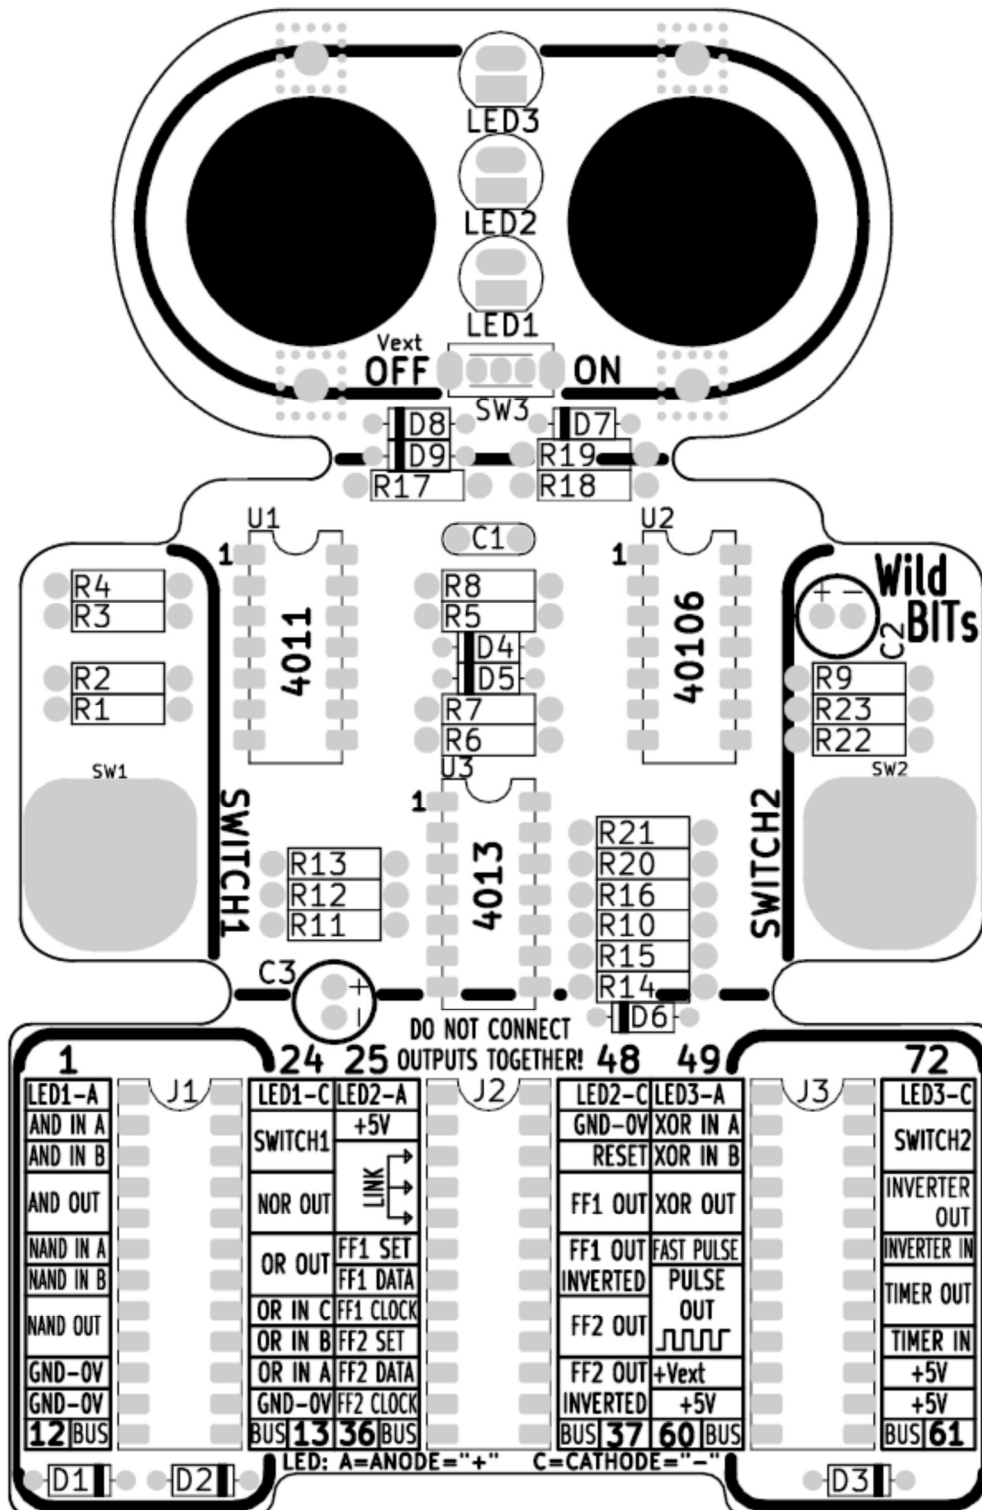 LED3
LED2
LED1
Vext
OFF
ON
SW3
D8
D7
D9
R19
R17
R18
U1
U2
C1
1
1
4011
40106
R4
R3
R2
R1
R8
R5
D4
D5
R7
R6
+ -
C2
Wild
BITs
R9
R23
R22
SW1
SW2
SWITCH1
SWITCH2
U3
1
4013
R13
R12
R11
R21
R20
R16
R10
R15
R14
D6
C3
+
-
DO NOT CONNECT
OUTPUTS TOGETHER!
1
24
25
48
49
72
J1
J2
J3
LED1-A
AND IN A
AND IN B
AND OUT
NAND IN A
NAND IN B
NAND OUT
GND-0V
GND-0V
12 BUS
LED1-C
SWITCH1
NOR OUT
OR OUT
OR IN C
OR IN B
OR IN A
GND-0V
BUS 13
LED2-A
+5V
LINK
FF1 SET
FF1 DATA
FF1 CLOCK
FF2 SET
FF2 DATA
FF2 CLOCK
36 BUS
LED2-C
GND-0V
RESET
FF1 OUT
FF1 OUT
INVERTED
FF2 OUT
FF2 OUT
INVERTED
BUS 37
LED3-A
XOR IN A
XOR IN B
XOR OUT
FAST PULSE
PULSE
OUT
+Vext
+5V
60 BUS
LED3-C
SWITCH2
INVERTER
OUT
INVERTER IN
TIMER OUT
TIMER IN
+5V
+5V
BUS 61
D1
D2
LED: A=ANODE="+" C=CATHODE="-"
D3